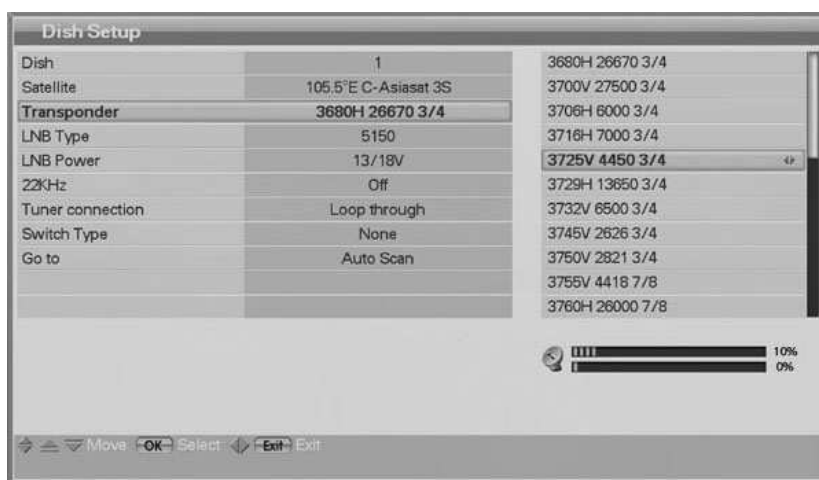 Dish Setup
Dish 1
Satellite 105.5°E C-Asiasat 3S
Transponder 3680H 26670 3/4
LNB Type 5150
LNB Power 13/18V
22KHz Off
Tuner connection Loop through
Switch Type None
Go to Auto Scan
3680H 26670 3/4
3700V 27500 3/4
3706H 6000 3/4
3716H 7000 3/4
3725V 4450 3/4
3729H 13650 3/4
3732V 6500 3/4
3745V 2626 3/4
3750V 2821 3/4
3755V 4418 7/8
3760H 26000 7/8
10%
0%
Move OK Select Exit Exit